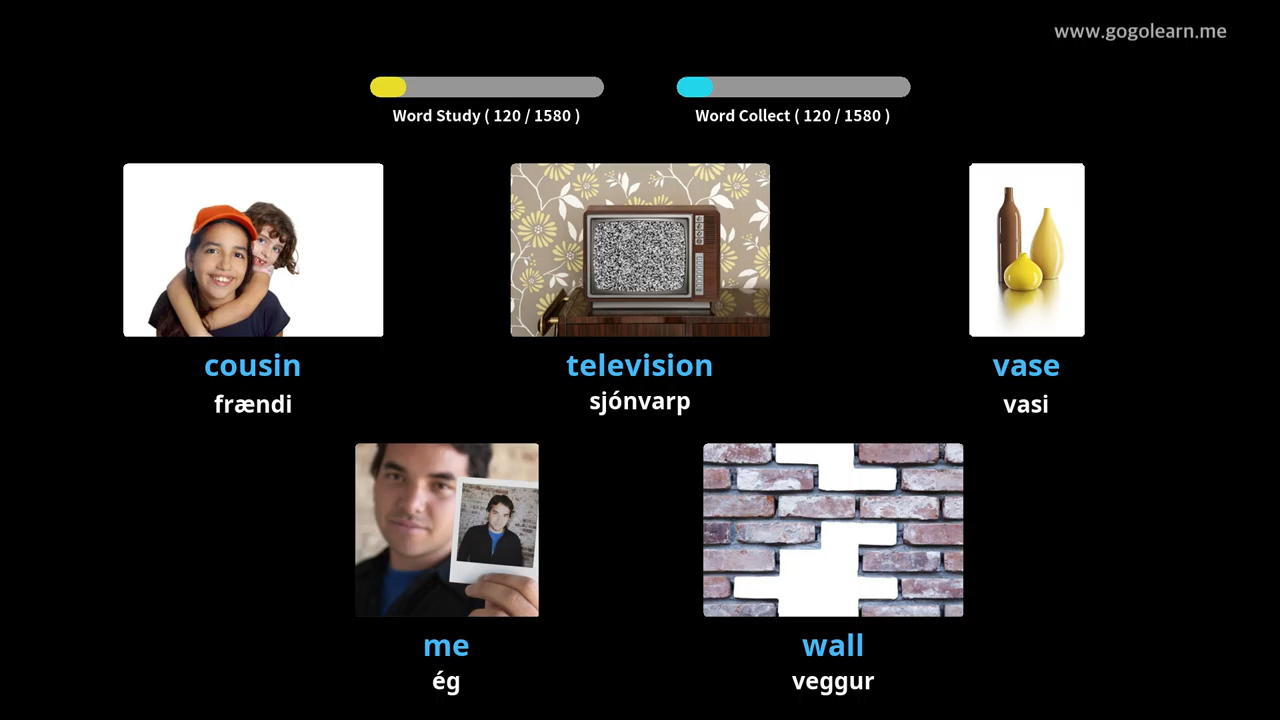 www.gogolearn.me
Word Study ( 120 / 1580 )
Word Collect ( 120 / 1580 )
cousin
frændi
television
sjónvarp
vase
vasi
me
ég
wall
veggur